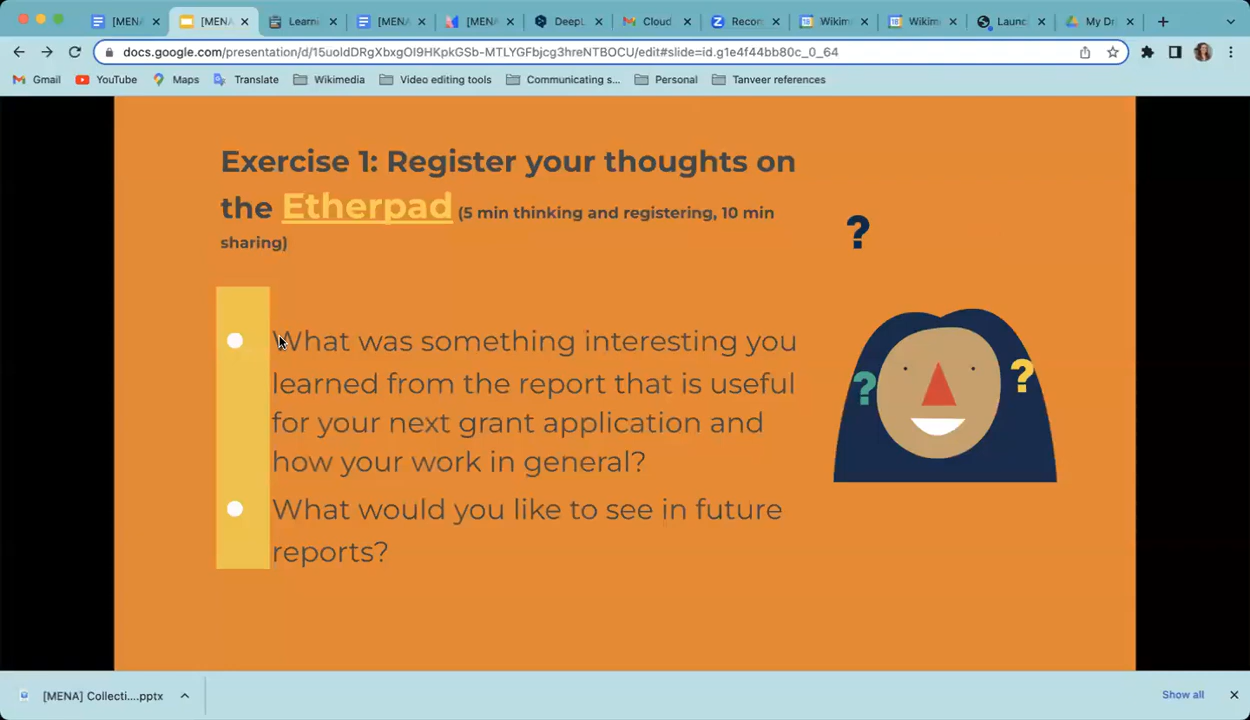 [MENA
[MENA
Learni
[MENA
[MENA
DeepL
Cloud
Recor
Wikim
Wikim
Launc
My Dr
docs.google.com/presentation/d/15uoldDRgXbxgOI9HKpkGSb-MTLYGFbjcg3hreNTBOCU/edit#slide=id.g1e4f44bb80c_0_64
Gmail
YouTube
Maps
Translate
Wikimedia
Video editing tools
Communicating s...
Personal
Tanveer references
Exercise 1: Register your thoughts on
the Etherpad (5 min thinking and registering, 10 min
sharing)
?
What was something interesting you
learned from the report that is useful
for your next grant application and
how your work in general?
? ?
What would you like to see in future
reports?
[MENA] Collecti....pptx
Show all